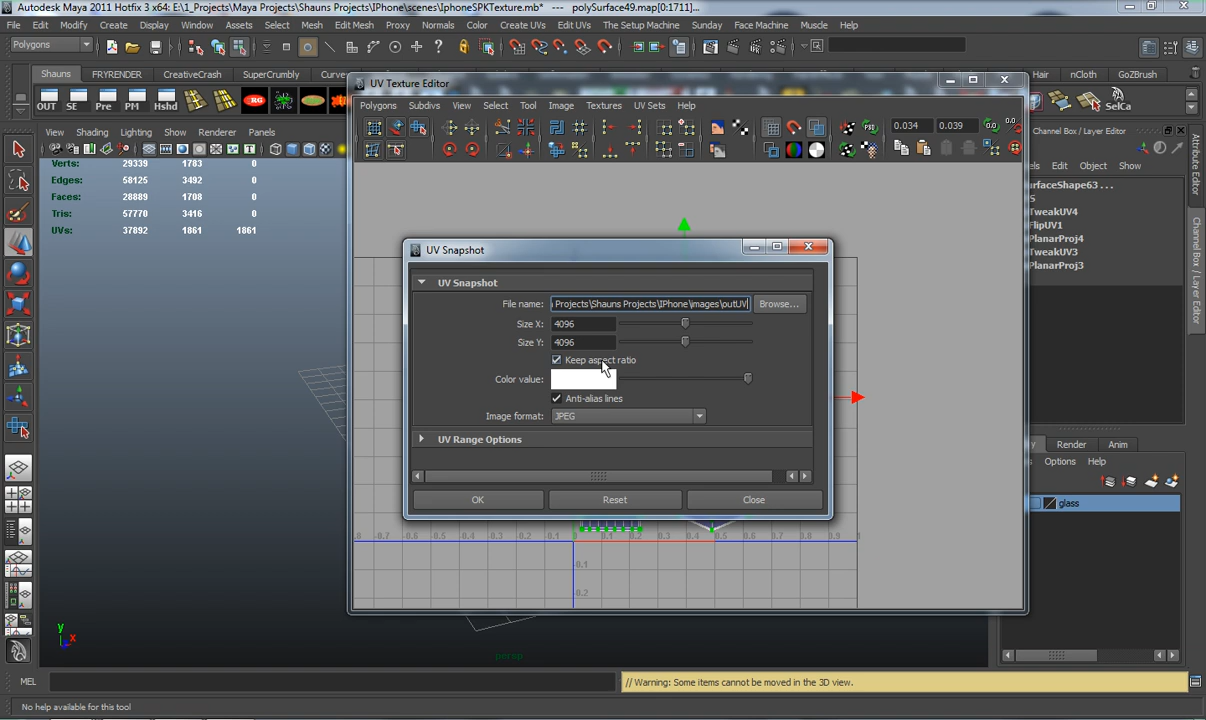 Autodesk Maya 2011 Hotfix x64: E:\1_Projects\Maya Projects\Shauns Projects\IPhone\scenes\IphoneSPKTexture.mb* --- polySurface49.map[0:1711]...
File Edit Modify Create Display Window Assets Select Mesh Edit Mesh Proxy Normals Color Create UVs Edit UVs The Setup Machine Sunday Face Machine Muscle Help
Polygons
Shauns FRYRENDER CreativeCrash SuperCrumbly Curve Hair nCloth GoZBrush
OUT SE Pre PM Hshd RG SelCa
UV Texture Editor
Polygons Subdivs View Select Tool Image Textures UV Sets Help
0.034 0.039
View Shading Lighting Show Renderer Panels
Channel Box / Layer Editor
els Edit Object Show
Verts: 29339 1783 0
Edges: 58125 3492 0
Faces: 28889 1708 0
Tris: 57770 3416 0
UVs: 37892 1861 1861
urfaceShape63...
S
TweakUV4
FlipUV1
PlanarProj4
TweakUV3
PlanarProj3
Attribute Editor
Channel Box / Layer Editor
UV Snapshot
UV Snapshot
File name: Projects\Shauns Projects\IPhone\images\outUV Browse...
Size X: 4096
Size Y: 4096
Keep aspect ratio
Color value:
Anti-alias lines
Image format: JPEG
UV Range Options
OK Reset Close
y Render Anim
s Options Help
glass
-0.7 -0.6 -0.5 -0.4 -0.3 -0.2 -0.1 0 0.1 0.2 0.3 0.4 0.5 0.6 0.7 0.8 0.9
-0.1
-0.2
y
x
persp
MEL
// Warning: Some items cannot be moved in the 3D view.
No help available for this tool